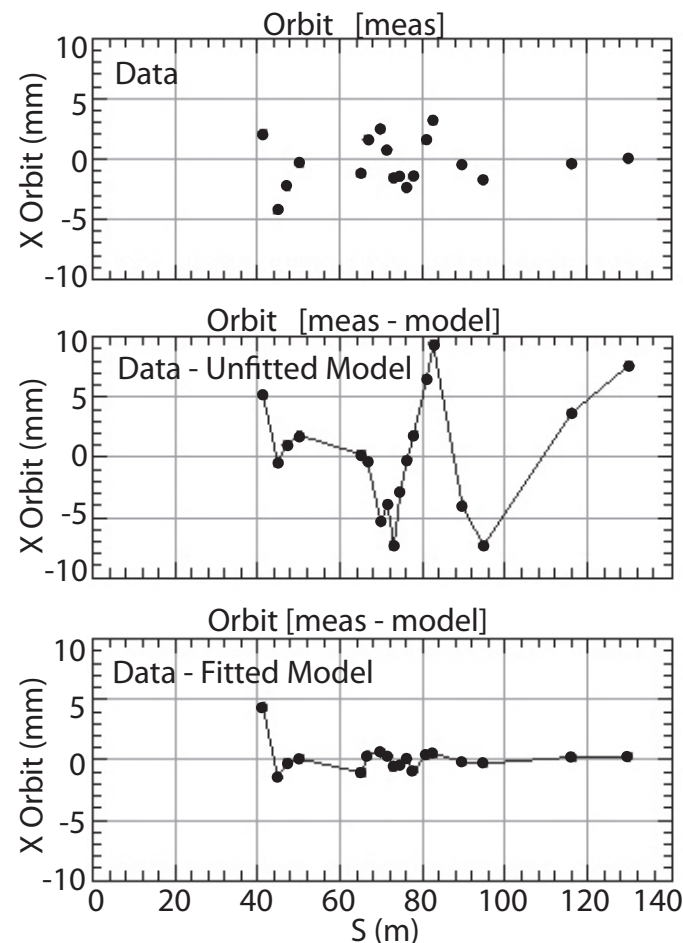 Orbit [meas]
10
Data
5
0
-5
-10
X Orbit (mm)
Orbit [meas - model]
10
Data - Unfitted Model
5
0
-5
-10
X Orbit (mm)
Orbit [meas - model]
10
Data - Fitted Model
5
0
-5
-10
X Orbit (mm)
0 20 40 60 80 100 120 140
S (m)